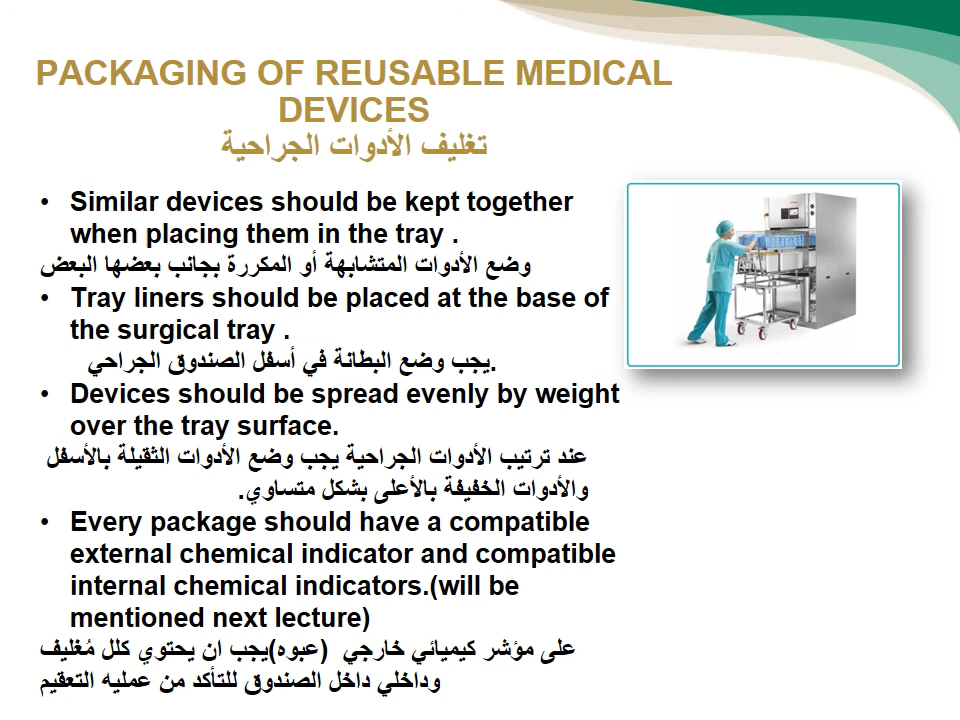 PACKAGING OF REUSABLE MEDICAL
DEVICES
تغليف الأدوات الجراحية
• Similar devices should be kept together
when placing them in the tray .
وضع الأدوات المتشابهة أو المكررة بجانب بعضها البعض
• Tray liners should be placed at the base of
the surgical tray .
يجب وضع البطانة في أسفل الصندوق الجراحي.
• Devices should be spread evenly by weight
over the tray surface.
عند ترتيب الأدوات الجراحية يجب وضع الأدوات الثقيلة بالأسفل
والأدوات الخفيفة بالأعلى بشكل متساوي.
• Every package should have a compatible
external chemical indicator and compatible
internal chemical indicators.(will be
mentioned next lecture)
على مؤشر كيميائي خارجي (عبوه)يجب ان يحتوي كلل مُغليف
وداخلي داخل الصندوق للتأكد من عمليه التعقيم